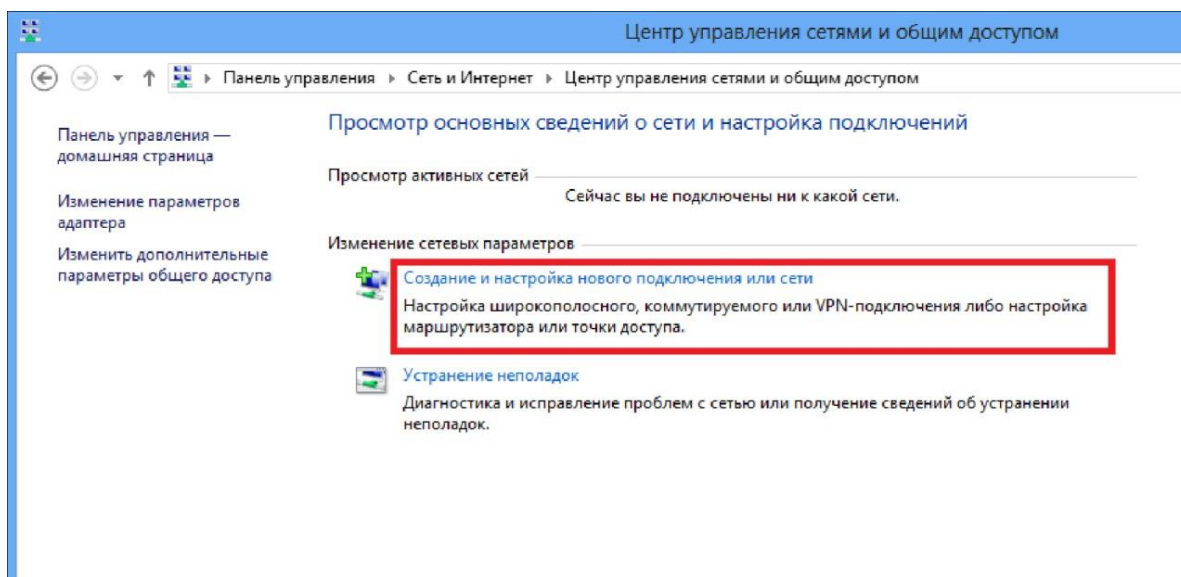 Центр управления сетями и общим доступом
Панель управления Сеть и Интернет Центр управления сетями и общим доступом
Панель управления —
домашняя страница
Изменение параметров
адаптера
Изменить дополнительные
параметры общего доступа
Просмотр основных сведений о сети и настройка подключений
Просмотр активных сетей
Сейчас вы не подключены ни к какой сети.
Изменение сетевых параметров
Создание и настройка нового подключения или сети
Настройка широкополосного, коммутируемого или VPN-подключения либо настройка
маршрутизатора или точки доступа.
Устранение неполадок
Диагностика и исправление проблем с сетью или получение сведений об устранении
неполадок.